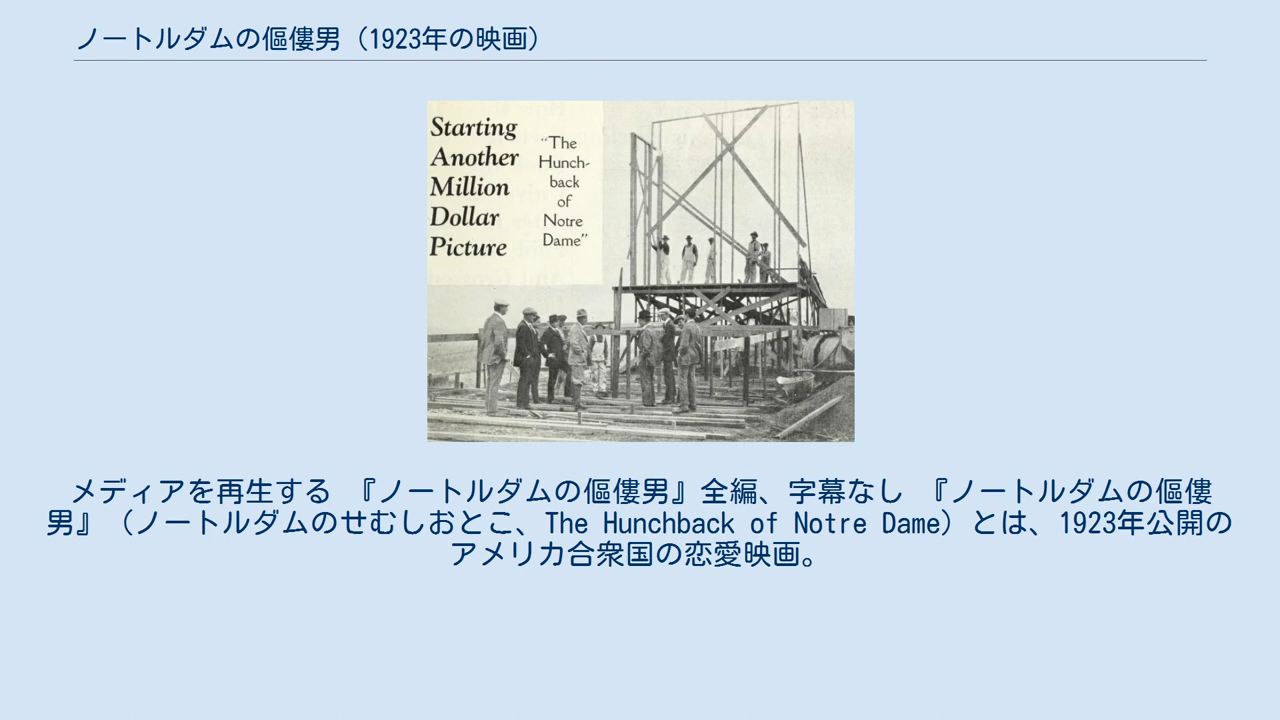 ノートルダムの傴僂男（1923年の映画）
Starting
Another
Million
Dollar
Picture
"The
Hunch-
back
of
Notre
Dame"
メディアを再生する 『ノートルダムの傴僂男』全編、字幕なし 『ノートルダムの傴僂
男』（ノートルダムのせむしおとこ、The Hunchback of Notre Dame）とは、1923年公開の
アメリカ合衆国の恋愛映画。